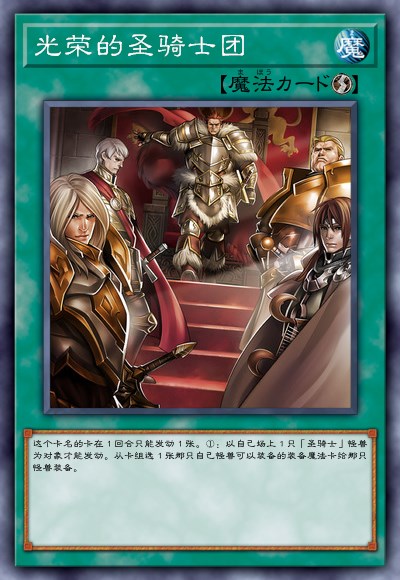 光荣的圣骑士团
魔
【魔法カード】
まほう
这个卡名的卡在1回合只能发动1张。①：以自己场上1只「圣骑士」怪兽
为对象才能发动。从卡组选1张那只自己怪兽可以装备的装备魔法卡给那只
怪兽装备。